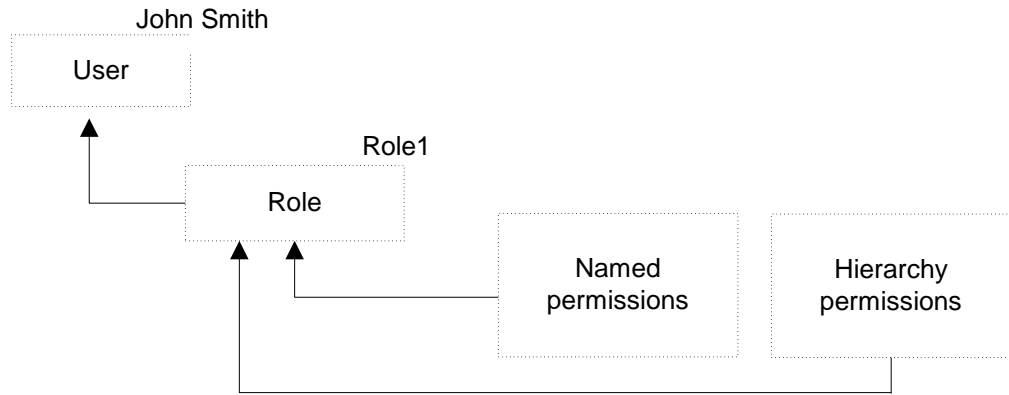 John Smith
User
Role1
Role
Named
permissions
Hierarchy
permissions